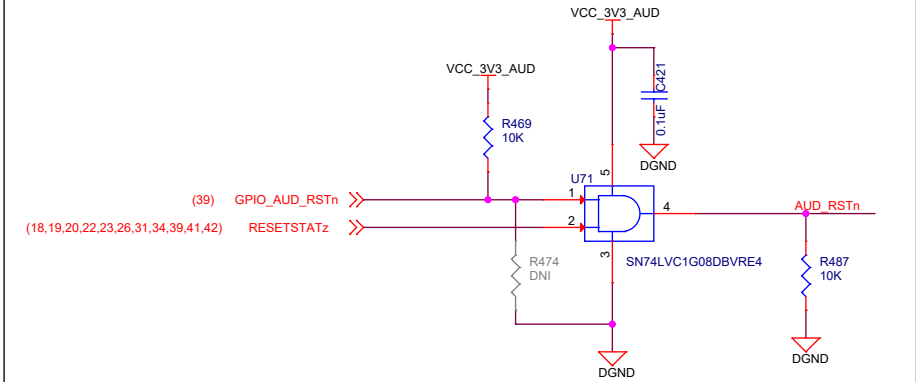 VCC_3V3_AUD
VCC_3V3_AUD
C421
0.1uF
R469
10K
DGND
5
U71
(39) GPIO_AUD_RSTn
1
4
AUD_RSTn
(18,19,20,22,23,26,31,34,39,41,42) RESETSTATz
2
3
SN74LVC1G08DBVRE4
R474
DNI
R487
10K
DGND
DGND